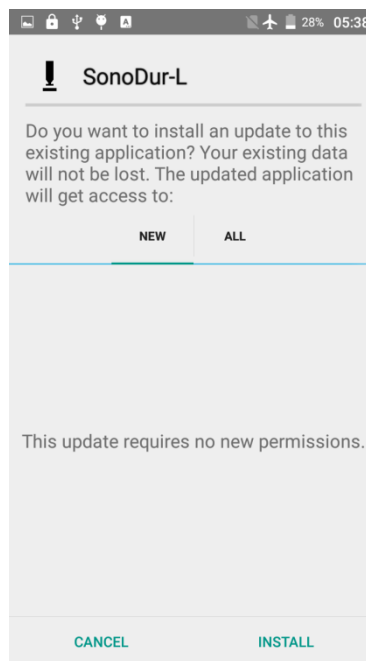 A 28% 05:38
SonoDur-L
Do you want to install an update to this
existing application? Your existing data
will not be lost. The updated application
will get access to:
NEW ALL
This update requires no new permissions.
CANCEL INSTALL